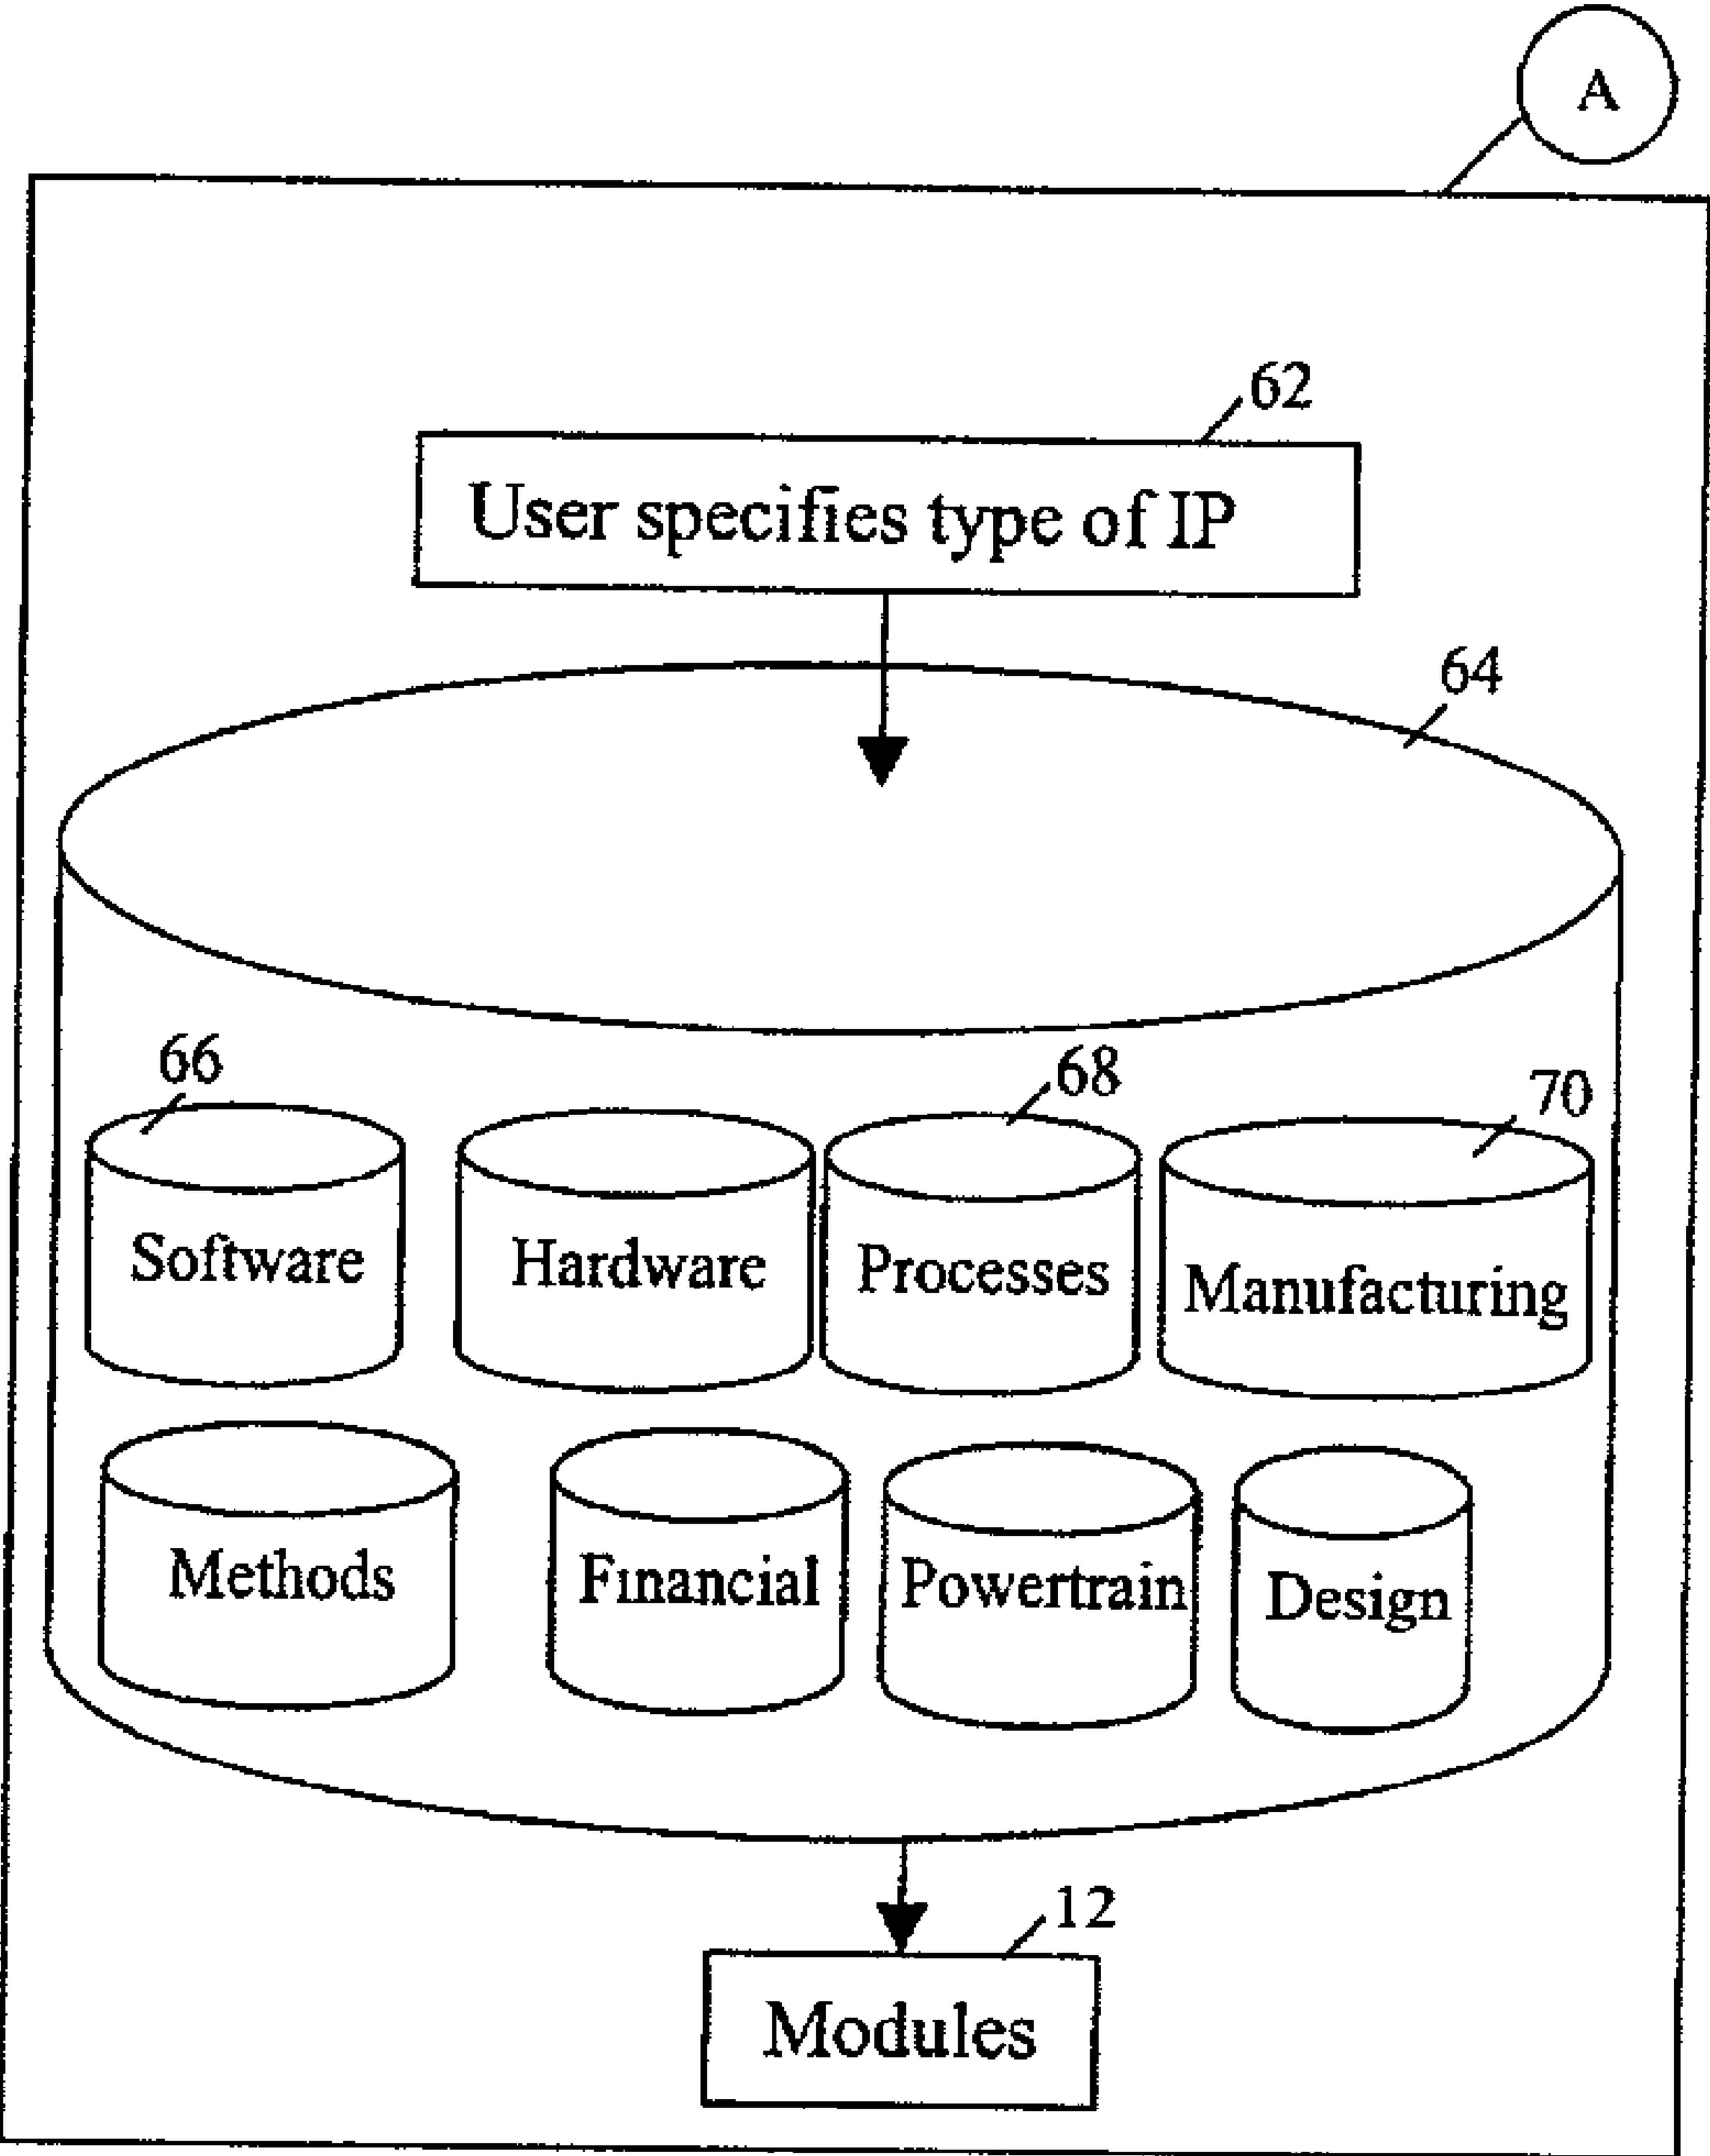 A
62
User specifies type of IP
64
66
68
70
Software
Hardware
Processes
Manufacturing
Methods
Financial
Powertrain
Design
12
Modules